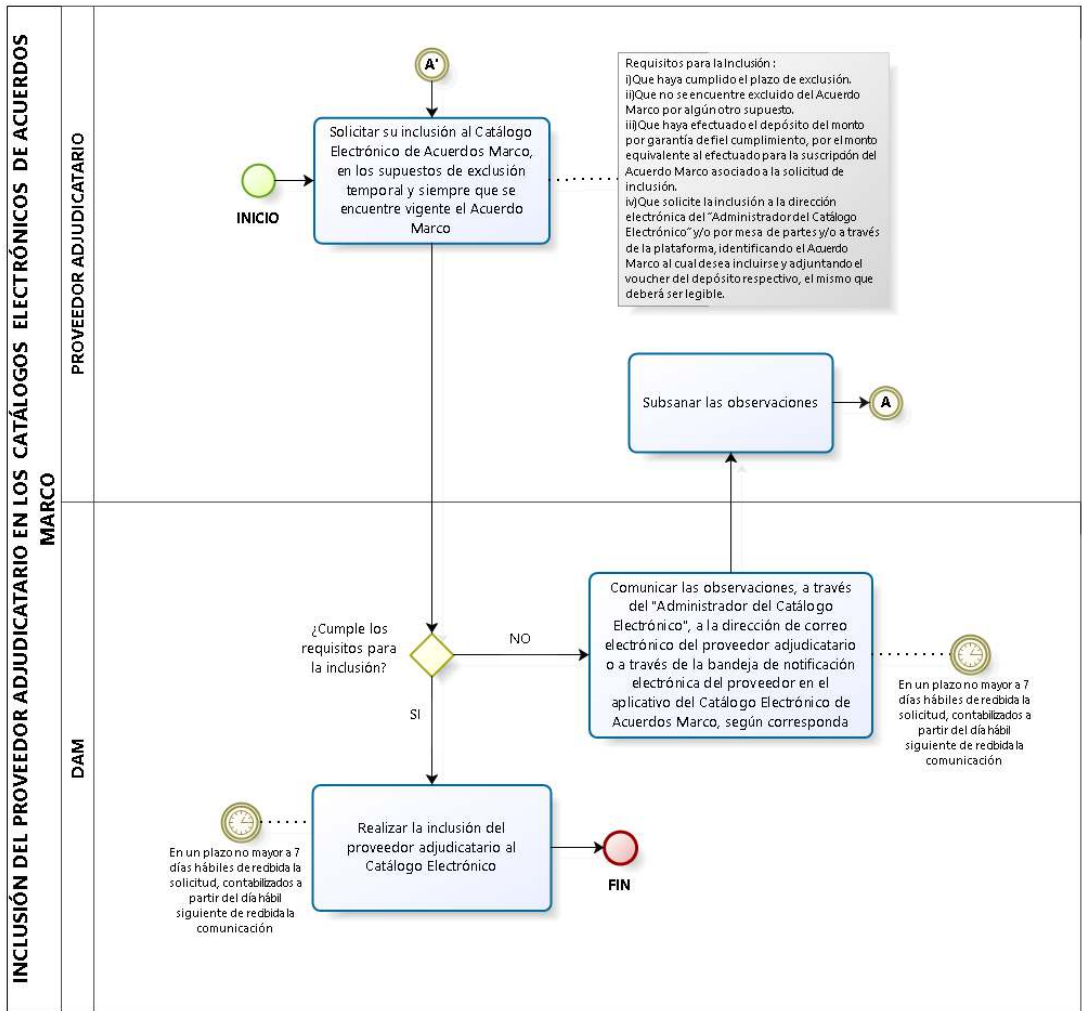 INCLUSIÓN DEL PROVEEDOR ADJUDICATARIO EN LOS CATÁLOGOS ELECTRÓNICOS DE ACUERDOS
MARCO
PROVEEDOR ADJUDICATARIO
A'
INICIO
Solicitar su inclusión al Catálogo
Electrónico de Acuerdos Marco,
en los supuestos de exclusión
temporal y siempre que se
encuentre vigente el Acuerdo
Marco
Requisitos para la Inclusión :
i)Que haya cumplido el plazo de exclusión.
ii)Que no se encuentre excluido del Acuerdo
Marco por algún otro supuesto.
iii)Que haya efectuado el depósito del monto
por garantía de fiel cumplimiento, por el monto
equivalente al efectuado para la suscripción del
Acuerdo Marco asociado a la solicitud de
inclusión.
iv)Que solicite la inclusión a la dirección
electrónica del "Administrador del Catálogo
Electrónico" y/o por mesa de partes y/o a través
de la plataforma, identificando el Acuerdo
Marco al cual desea incluirse y adjuntando el
voucher del depósito respectivo, el mismo que
deberá ser legible.
Subsanar las observaciones
A
DAM
¿Cumple los
requisitos para
la inclusión?
NO
SI
Comunicar las observaciones, a través
del "Administrador del Catálogo
Electrónico", a la dirección de correo
electrónico del proveedor adjudicatario
o a través de la bandeja de notificación
electrónica del proveedor en el
aplicativo del Catálogo Electrónico de
Acuerdos Marco, según corresponda
En un plazo no mayor a 7
días hábiles de recibida la
solicitud, contabilizados a
partir del día hábil
siguiente de recibida la
comunicación
En un plazo no mayor a 7
días hábiles de recibida la
solicitud, contabilizados a
partir del día hábil
siguiente de recibida la
comunicación
Realizar la inclusión del
proveedor adjudicatario al
Catálogo Electrónico
FIN